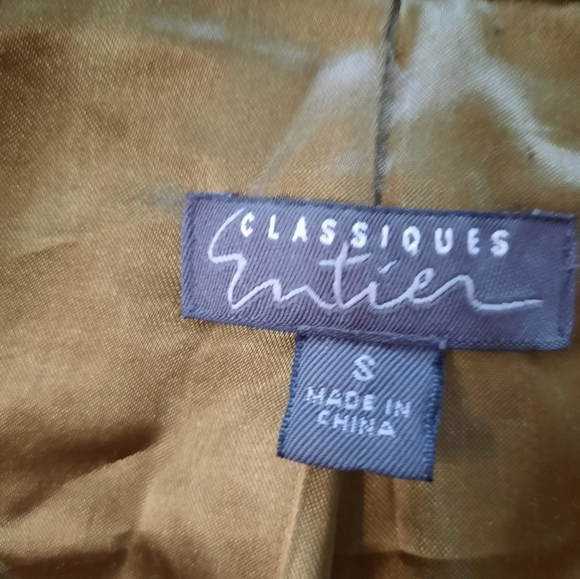 CLASSIQUES
Entier
S
MADE IN
CHINA